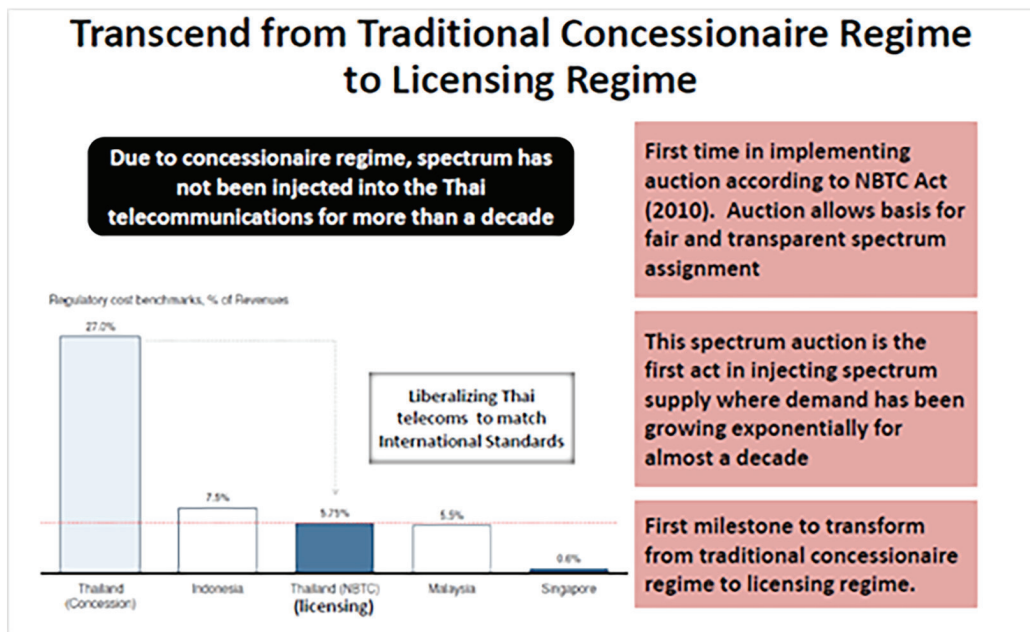 Transcend from Traditional Concessionaire Regime
to Licensing Regime
Due to concessionaire regime, spectrum has
not been injected into the Thai
telecommunications for more than a decade
Regulatory cost benchmarks, % of Revenues
27.0%
7.5%
5.75%
5.5%
0.6%
Liberalizing Thai
telecoms to match
International Standards
Thailand
(Concession)
Indonesia
Thailand (NBTC)
(licensing)
Malaysia
Singapore
First time in implementing
auction according to NBTC Act
(2010). Auction allows basis for
fair and transparent spectrum
assignment
This spectrum auction is the
first act in injecting spectrum
supply where demand has been
growing exponentially for
almost a decade
First milestone to transform
from traditional concessionaire
regime to licensing regime.